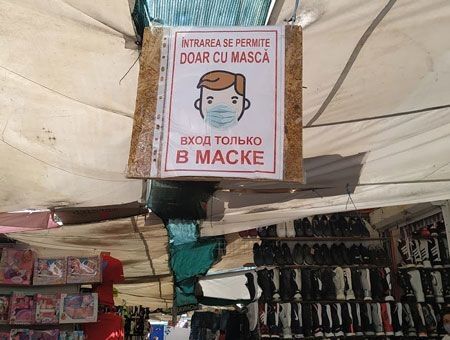 ÎNTRAREA SE PERMITE
DOAR CU MASCĂ
ВХОД ТОЛЬКО
В МАСКЕ